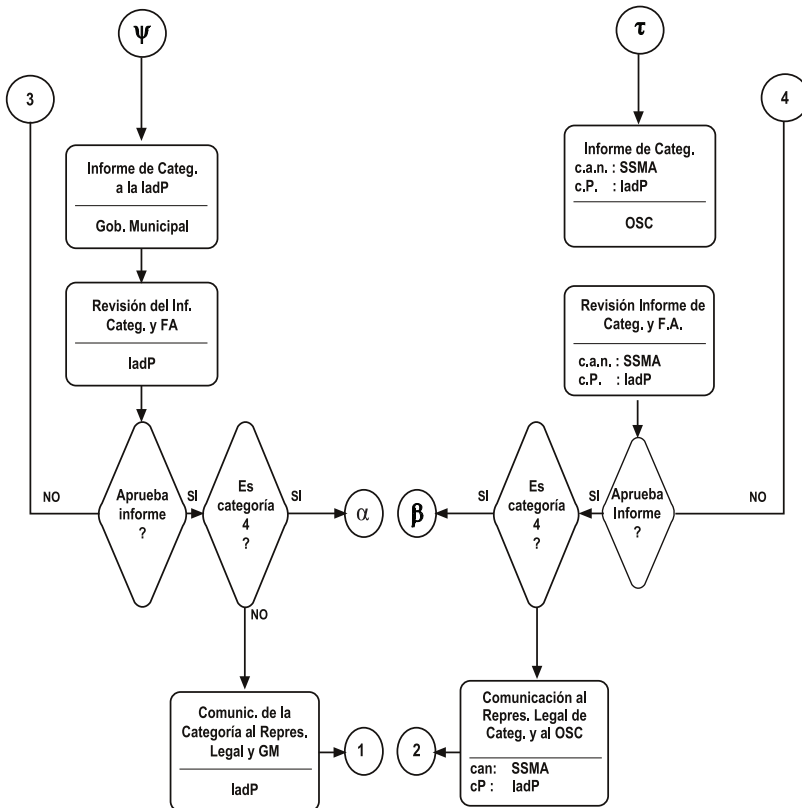 ψ
τ
3
4
Informe de Categ.
a la IadP
Gob. Municipal
Informe de Categ.
c.a.n. : SSMA
c.P. : IadP
OSC
Revisión del Inf.
Categ. y FA
IadP
Revisión Informe de
Categ. y F.A.
c.a.n.: SSMA
c.P. : IadP
NO
Aprueba
informe
?
SI
Es
categoría
4
?
SI
α
β
SI
Es
categoría
4
?
SI
Aprueba
Informe
?
NO
NO
Comunic. de la
Categoría al Repres.
Legal y GM
IadP
1
2
Comunicación al
Repres. Legal de
Categ. y al OSC
can: SSMA
cP : IadP